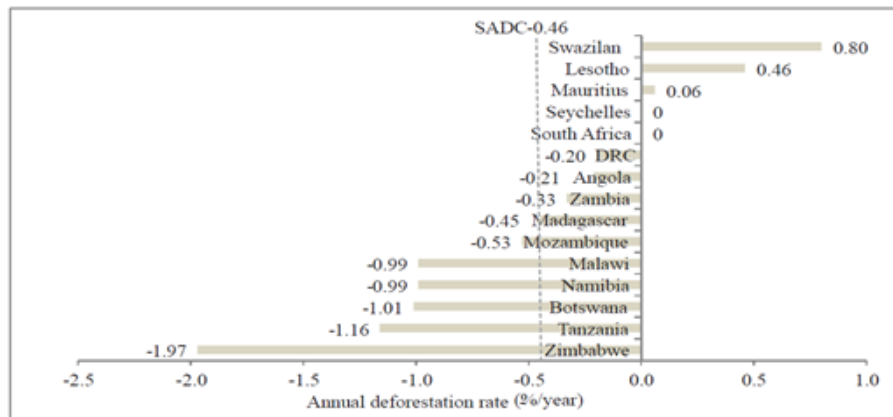 SADC-0.46
Swazilan 0.80
Lesotho 0.46
Mauritius 0.06
Seychelles 0
South Africa 0
-0.20 DRC
-0.21 Angola
-0.33 Zambia
-0.45 Madagascar
-0.53 Mozambique
-0.99 Malawi
-0.99 Namibia
-1.01 Botswana
-1.16 Tanzania
-1.97 Zimbabwe
-2.5 -2.0 -1.5 -1.0 -0.5 0.0 0.5 1.0
Annual deforestation rate (%/year)